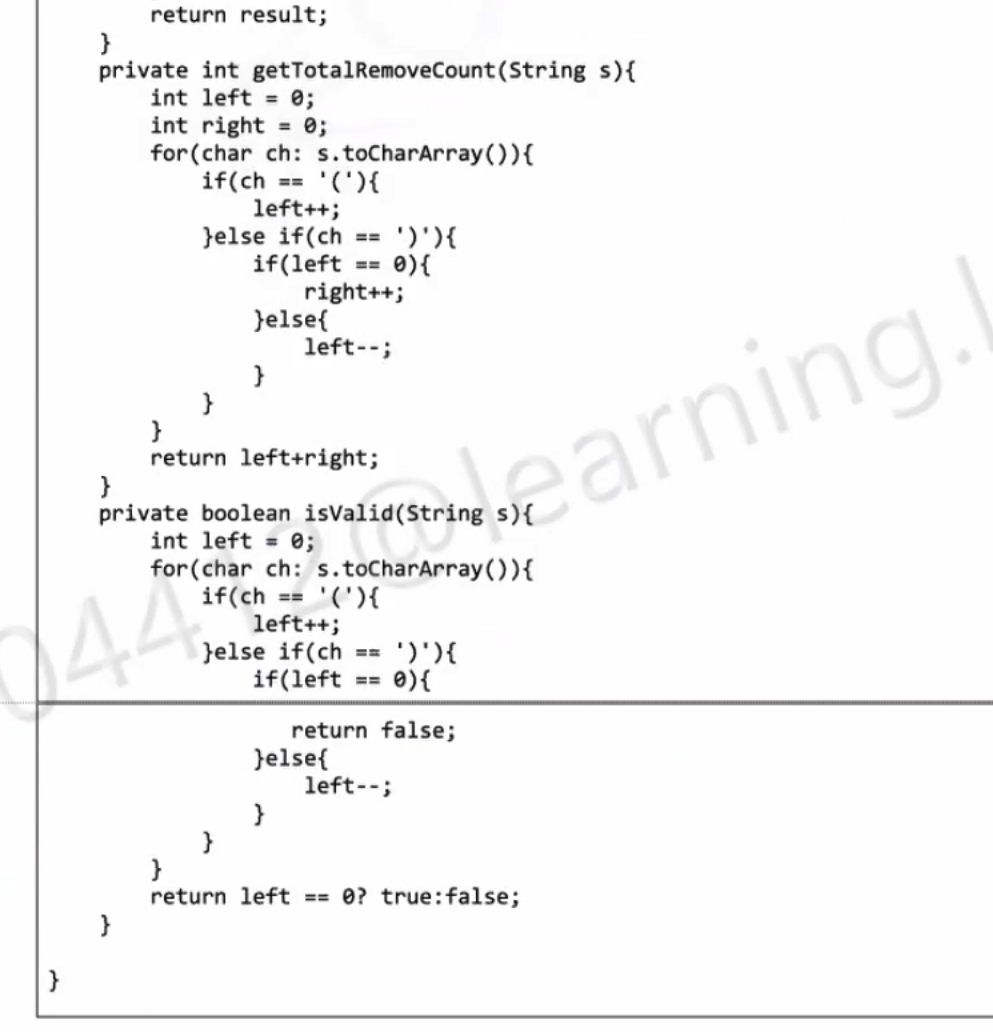 return result;
    }
    private int getTotalRemoveCount(String s){
        int left = 0;
        int right = 0;
        for(char ch: s.toCharArray()){
            if(ch == '('){
                left++;
            }else if(ch == ')'){
                if(left == 0){
                    right++;
                }else{
                    left--;
                }
            }
        }
        return left+right;
    }
    private boolean isValid(String s){
        int left = 0;
        for(char ch: s.toCharArray()){
            if(ch == '('){
                left++;
            }else if(ch == ')'){
                if(left == 0){
                   return false;
                }else{
                    left--;
                }
            }
        }
        return left == 0? true:false;
    }
}
04412@learning.